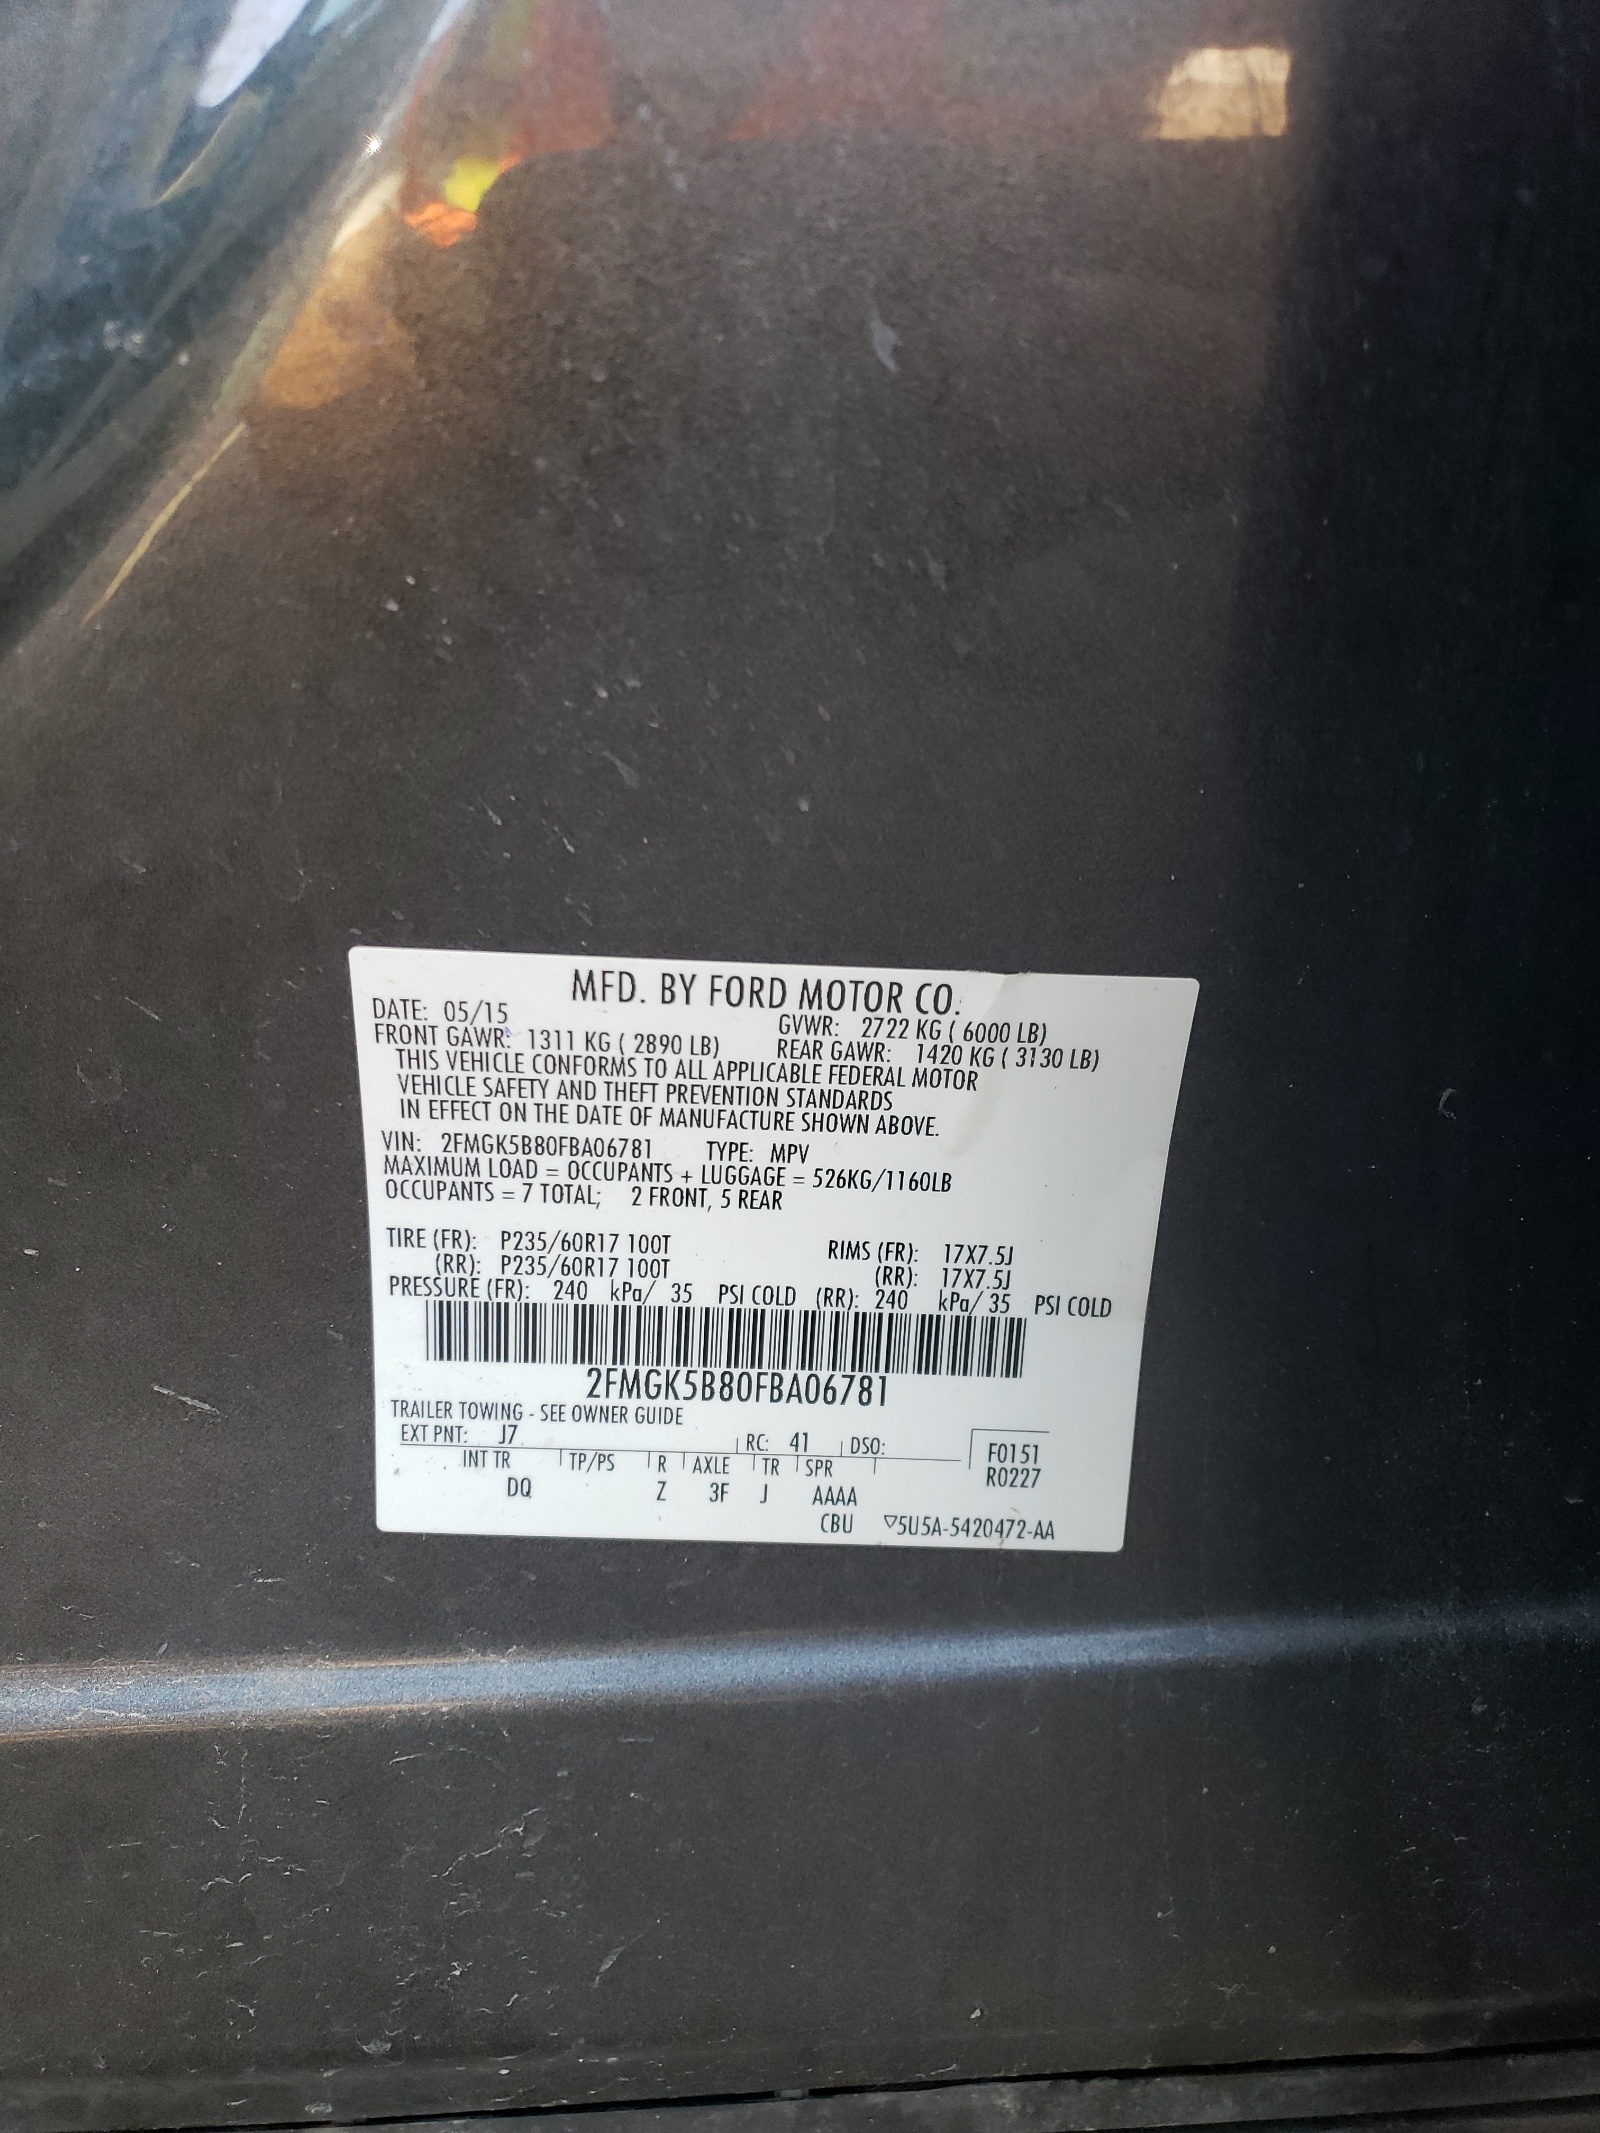 MFD. BY FORD MOTOR CO.
DATE: 05/15 GVWR: 2722 KG ( 6000 LB)
FRONT GAWR: 1311 KG ( 2890 LB) REAR GAWR: 1420 KG ( 3130 LB)
THIS VEHICLE CONFORMS TO ALL APPLICABLE FEDERAL MOTOR
VEHICLE SAFETY AND THEFT PREVENTION STANDARDS
IN EFFECT ON THE DATE OF MANUFACTURE SHOWN ABOVE.
VIN: 2FMGK5B80FBA06781 TYPE: MPV
MAXIMUM LOAD = OCCUPANTS + LUGGAGE = 526KG/1160LB
OCCUPANTS = 7 TOTAL; 2 FRONT, 5 REAR
TIRE (FR): P235/60R17 100T RIMS (FR): 17X7.5J
(RR): P235/60R17 100T (RR): 17X7.5J
PRESSURE (FR): 240 kPa/ 35 PSI COLD (RR): 240 kPa/ 35 PSI COLD
2FMGK5B80FBA06781
TRAILER TOWING - SEE OWNER GUIDE
EXT PNT: J7 RC: 41 DSO: F0151
INT TR TP/PS R AXLE TR SPR R0227
DQ Z 3F J AAAA
CBU ▽5U5A-5420472-AA